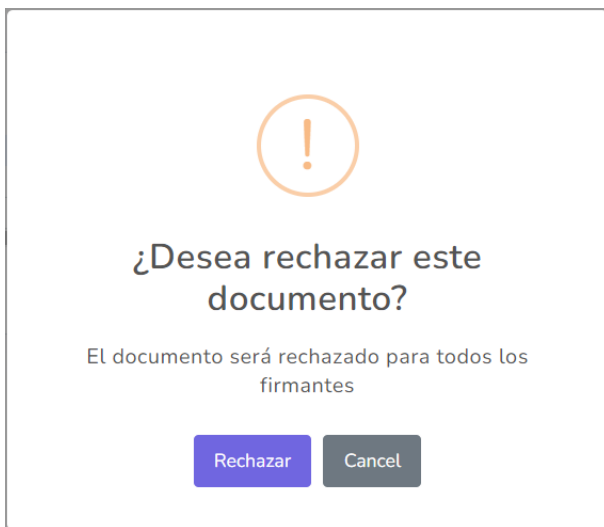 !
¿Desea rechazar este
documento?
El documento será rechazado para todos los
firmantes
Rechazar Cancel